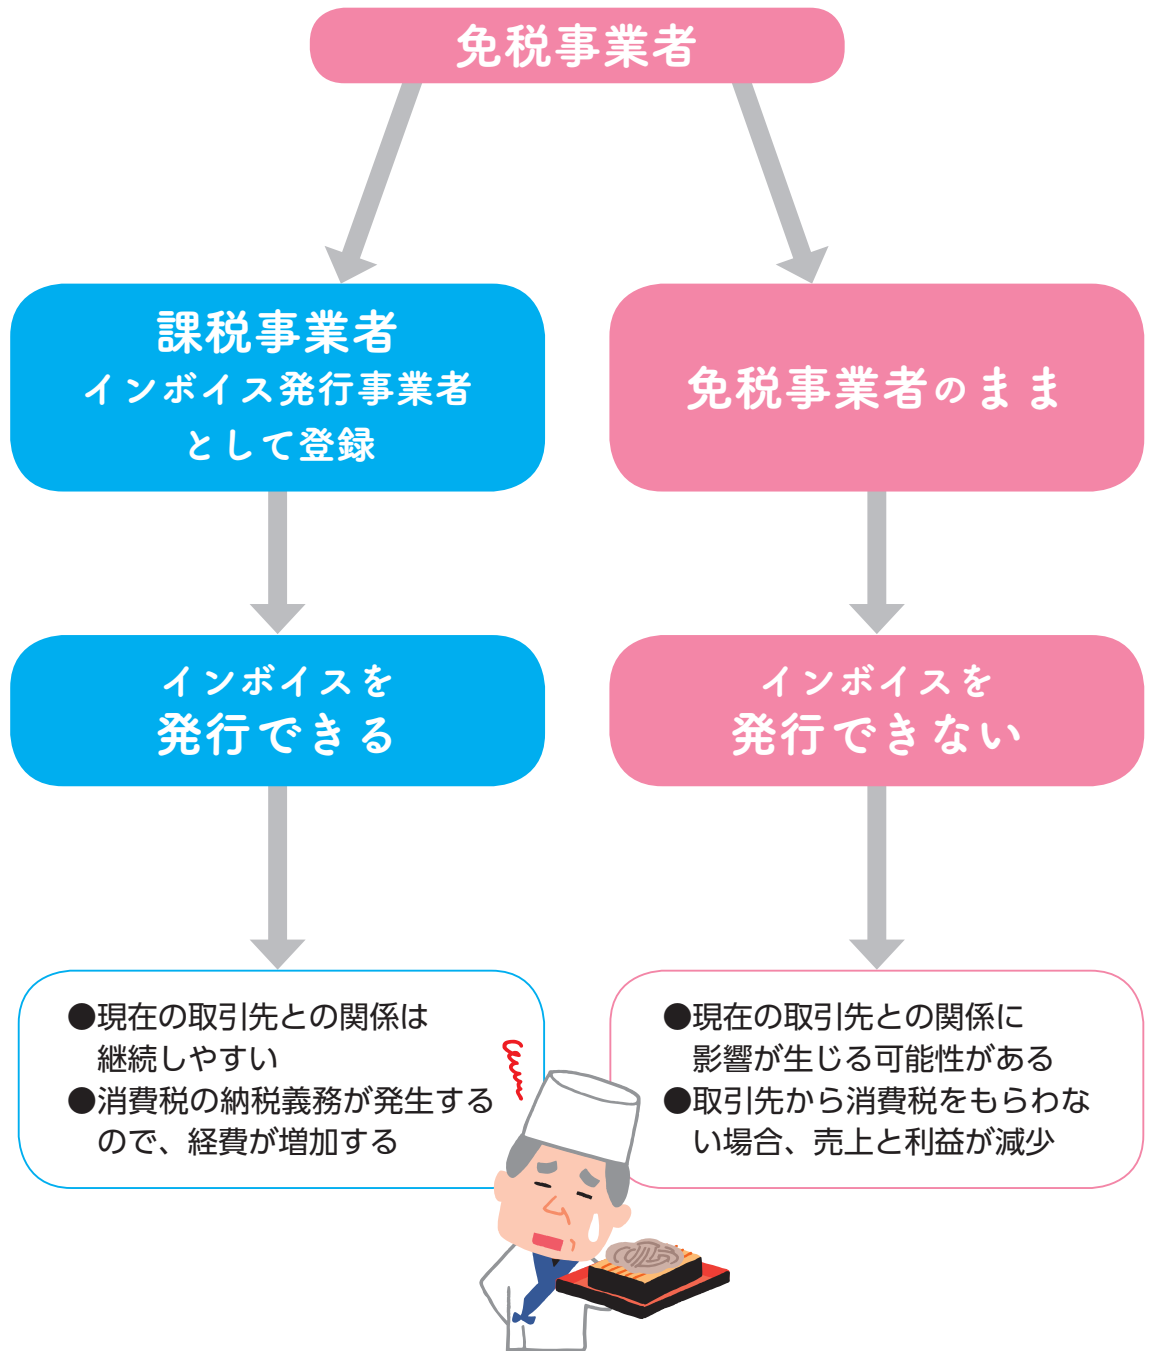 免税事業者
課税事業者
インボイス発行事業者
として登録
免税事業者のまま
インボイスを
発行できる
インボイスを
発行できない
●現在の取引先との関係は
継続しやすい
●消費税の納税義務が発生する
ので、経費が増加する
●現在の取引先との関係に
影響が生じる可能性がある
●取引先から消費税をもらわな
い場合、売上と利益が減少